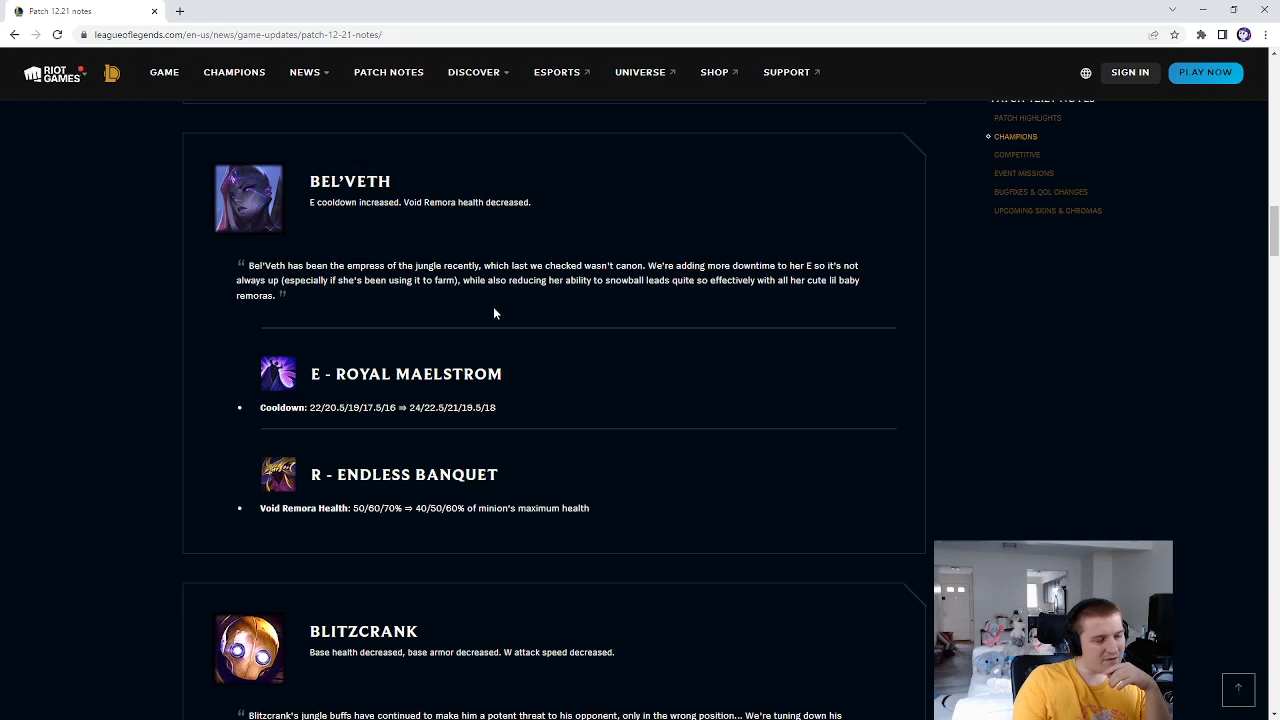 Patch 12.21 notes
leagueoflegends.com/en-us/news/game-updates/patch-12-21-notes/
RIOT GAMES
GAME CHAMPIONS NEWS PATCH NOTES DISCOVER ESPORTS UNIVERSE SHOP SUPPORT SIGN IN PLAY NOW
PATCH 12.21 NOTES
PATCH HIGHLIGHTS
CHAMPIONS
COMPETITIVE
EVENT MISSIONS
BUGFIXES & QOL CHANGES
UPCOMING SKINS & CHROMAS
BEL'VETH
E cooldown increased. Void Remora health decreased.
“ Bel'Veth has been the empress of the jungle recently, which last we checked wasn't canon. We're adding more downtime to her E so it's not
always up (especially if she's been using it to farm), while also reducing her ability to snowball leads quite so effectively with all her cute lil baby
remoras. ”
E - ROYAL MAELSTROM
• Cooldown: 22/20.5/19/17.5/16 ⇒ 24/22.5/21/19.5/18
R - ENDLESS BANQUET
• Void Remora Health: 50/60/70% ⇒ 40/50/60% of minion's maximum health
BLITZCRANK
Base health decreased, base armor decreased. W attack speed decreased.
“ Blitzcrank's jungle buffs have continued to make him a potent threat to his opponent, only in the wrong position... We're tuning down his